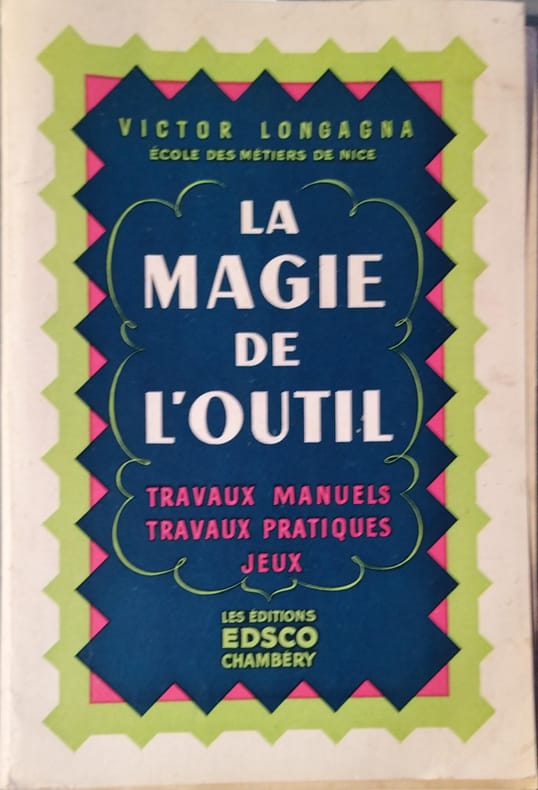 VICTOR LONGAGNA
ÉCOLE DES MÉTIERS DE NICE
LA
MAGIE
DE
L'OUTIL
TRAVAUX MANUELS
TRAVAUX PRATIQUES
JEUX
LES ÉDITIONS
EDSCO
CHAMBÉRY